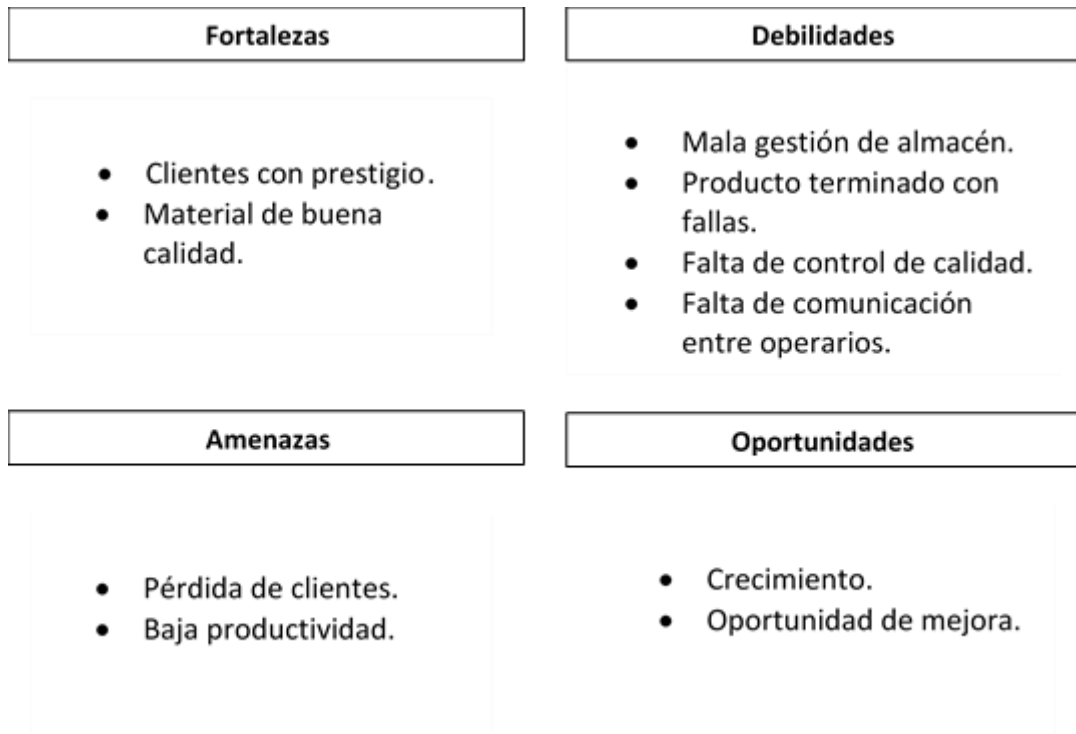 Fortalezas
• Clientes con prestigio.
• Material de buena
calidad.
Debilidades
• Mala gestión de almacén.
• Producto terminado con
fallas.
• Falta de control de calidad.
• Falta de comunicación
entre operarios.
Amenazas
• Pérdida de clientes.
• Baja productividad.
Oportunidades
• Crecimiento.
• Oportunidad de mejora.